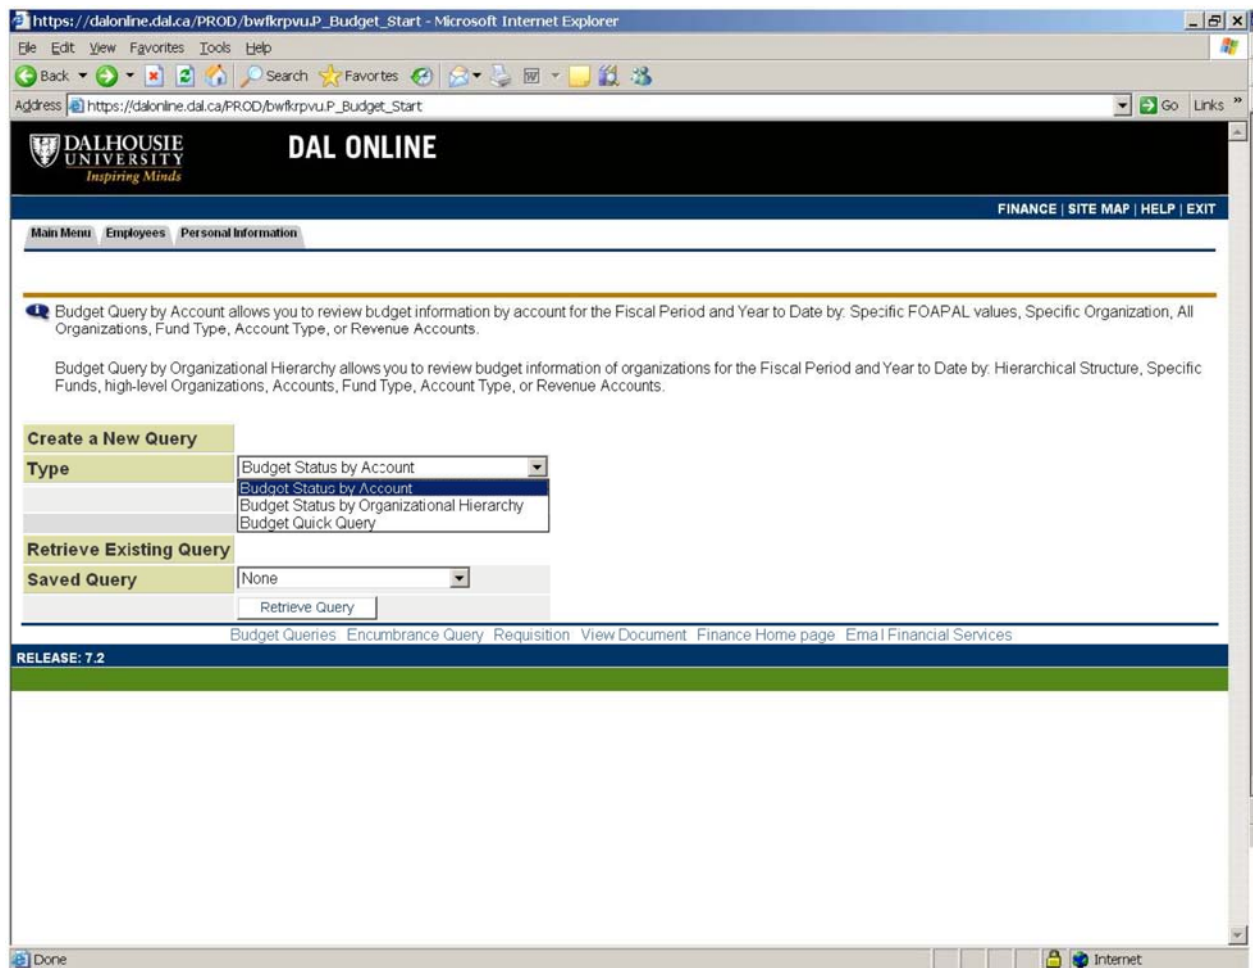 https://dalonline.dal.ca/PROD/bwfkrpvu.P_Budget_Start - Microsoft Internet Explorer
File Edit View Favorites Tools Help
Back Search Favorites
Address https://dalonline.dal.ca/PROD/bwfkrpvu.P_Budget_Start Go Links »
DALHOUSIE UNIVERSITY
Inspiring Minds
DAL ONLINE
FINANCE | SITE MAP | HELP | EXIT
Main Menu Employees Personal Information
Budget Query by Account allows you to review budget information by account for the Fiscal Period and Year to Date by: Specific FOAPAL values, Specific Organization, All
Organizations, Fund Type, Account Type, or Revenue Accounts.
Budget Query by Organizational Hierarchy allows you to review budget information of organizations for the Fiscal Period and Year to Date by: Hierarchical Structure, Specific
Funds, high-level Organizations, Accounts, Fund Type, Account Type, or Revenue Accounts.
Create a New Query
Type Budget Status by Account
Budget Status by Account
Budget Status by Organizational Hierarchy
Budget Quick Query
Retrieve Existing Query
Saved Query None
Retrieve Query
Budget Queries Encumbrance Query Requisition View Document Finance Home page Email Financial Services
RELEASE: 7.2
Done Internet